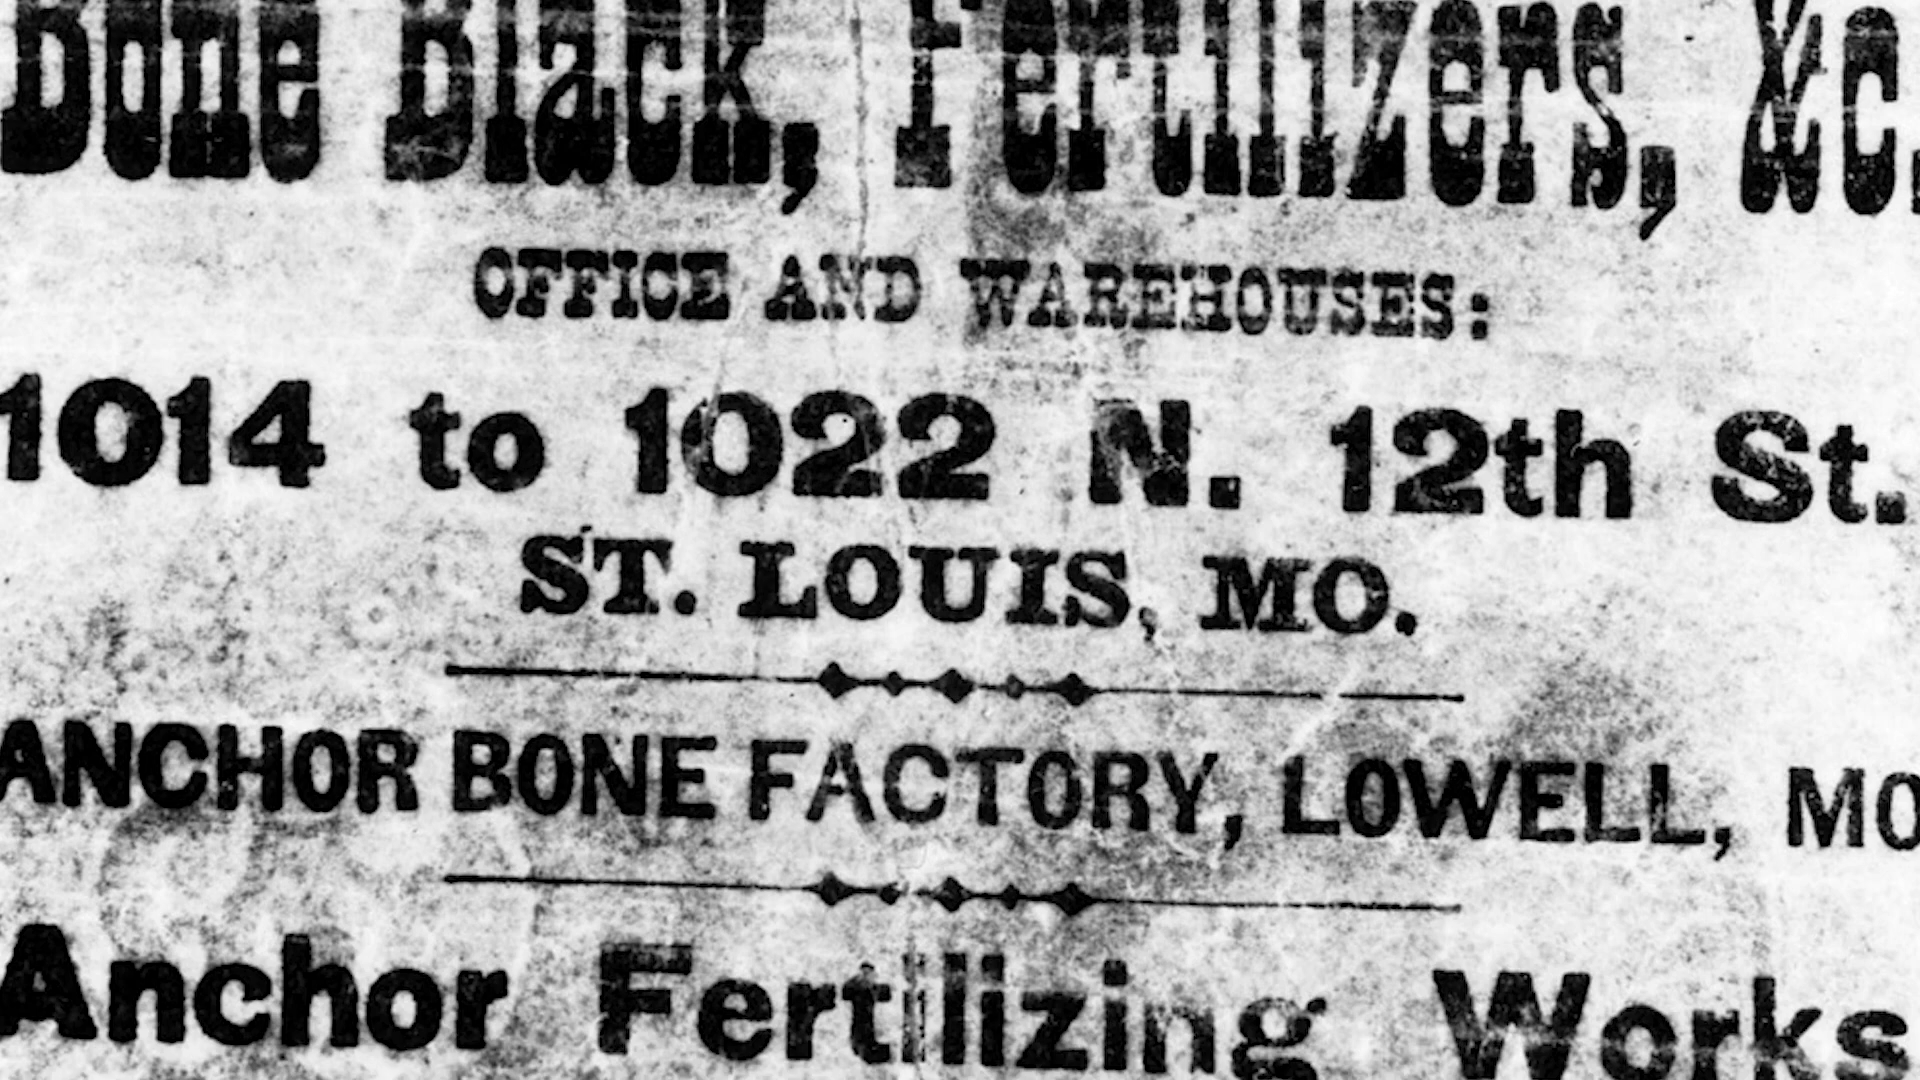 Bone Black, Fertilizers, &c.
OFFICE AND WAREHOUSES:
1014 to 1022 N. 12th St.
ST. LOUIS, MO.
ANCHOR BONE FACTORY, LOWELL, MO
Anchor Fertilizing Works